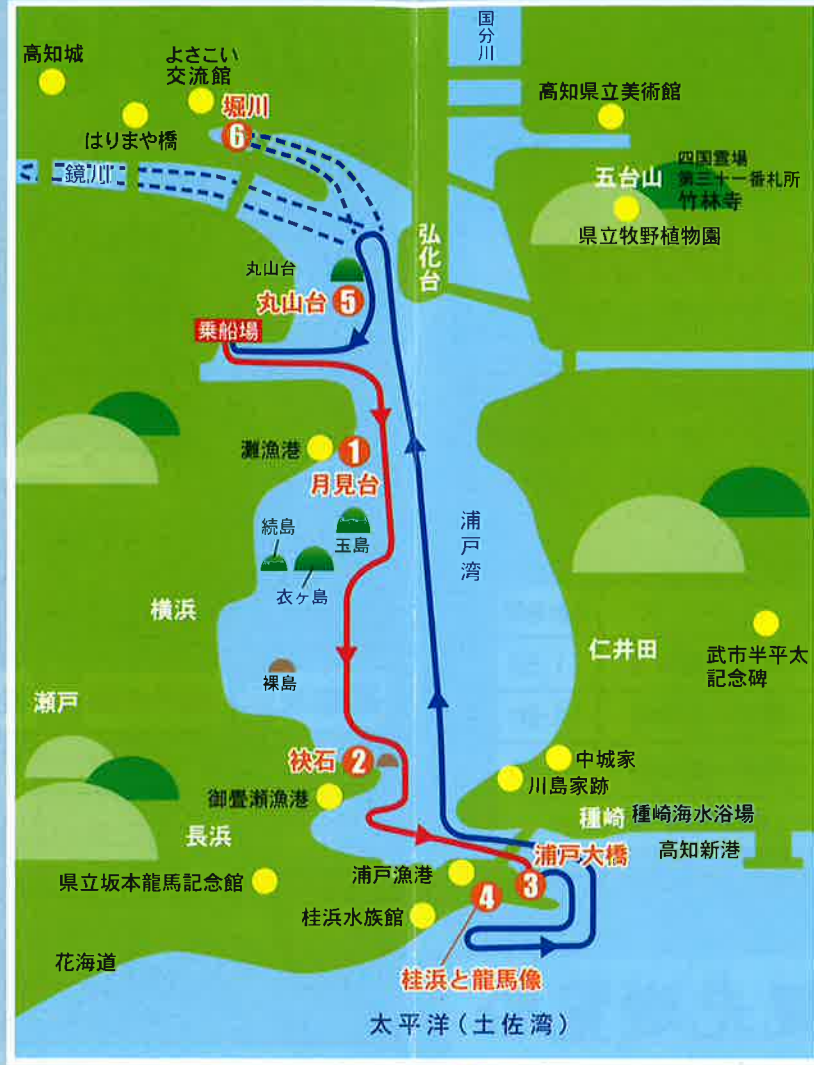 国分川
高知城
よさこい
交流館
堀川
6
はりまや橋
高知県立美術館
鏡川
四国霊場
第三十一番札所
竹林寺
五台山
県立牧野植物園
弘化台
丸山台
丸山台 5
乗船場
灘漁港
1
月見台
続島
玉島
衣ヶ島
浦戸湾
横浜
裸島
仁井田
武市半平太
記念碑
瀬戸
袂石 2
中城家
川島家跡
御畳瀬漁港
種崎
種崎海水浴場
長浜
浦戸大橋
3
高知新港
浦戸漁港
県立坂本龍馬記念館
4
桂浜水族館
花海道
桂浜と龍馬像
太平洋(土佐湾)